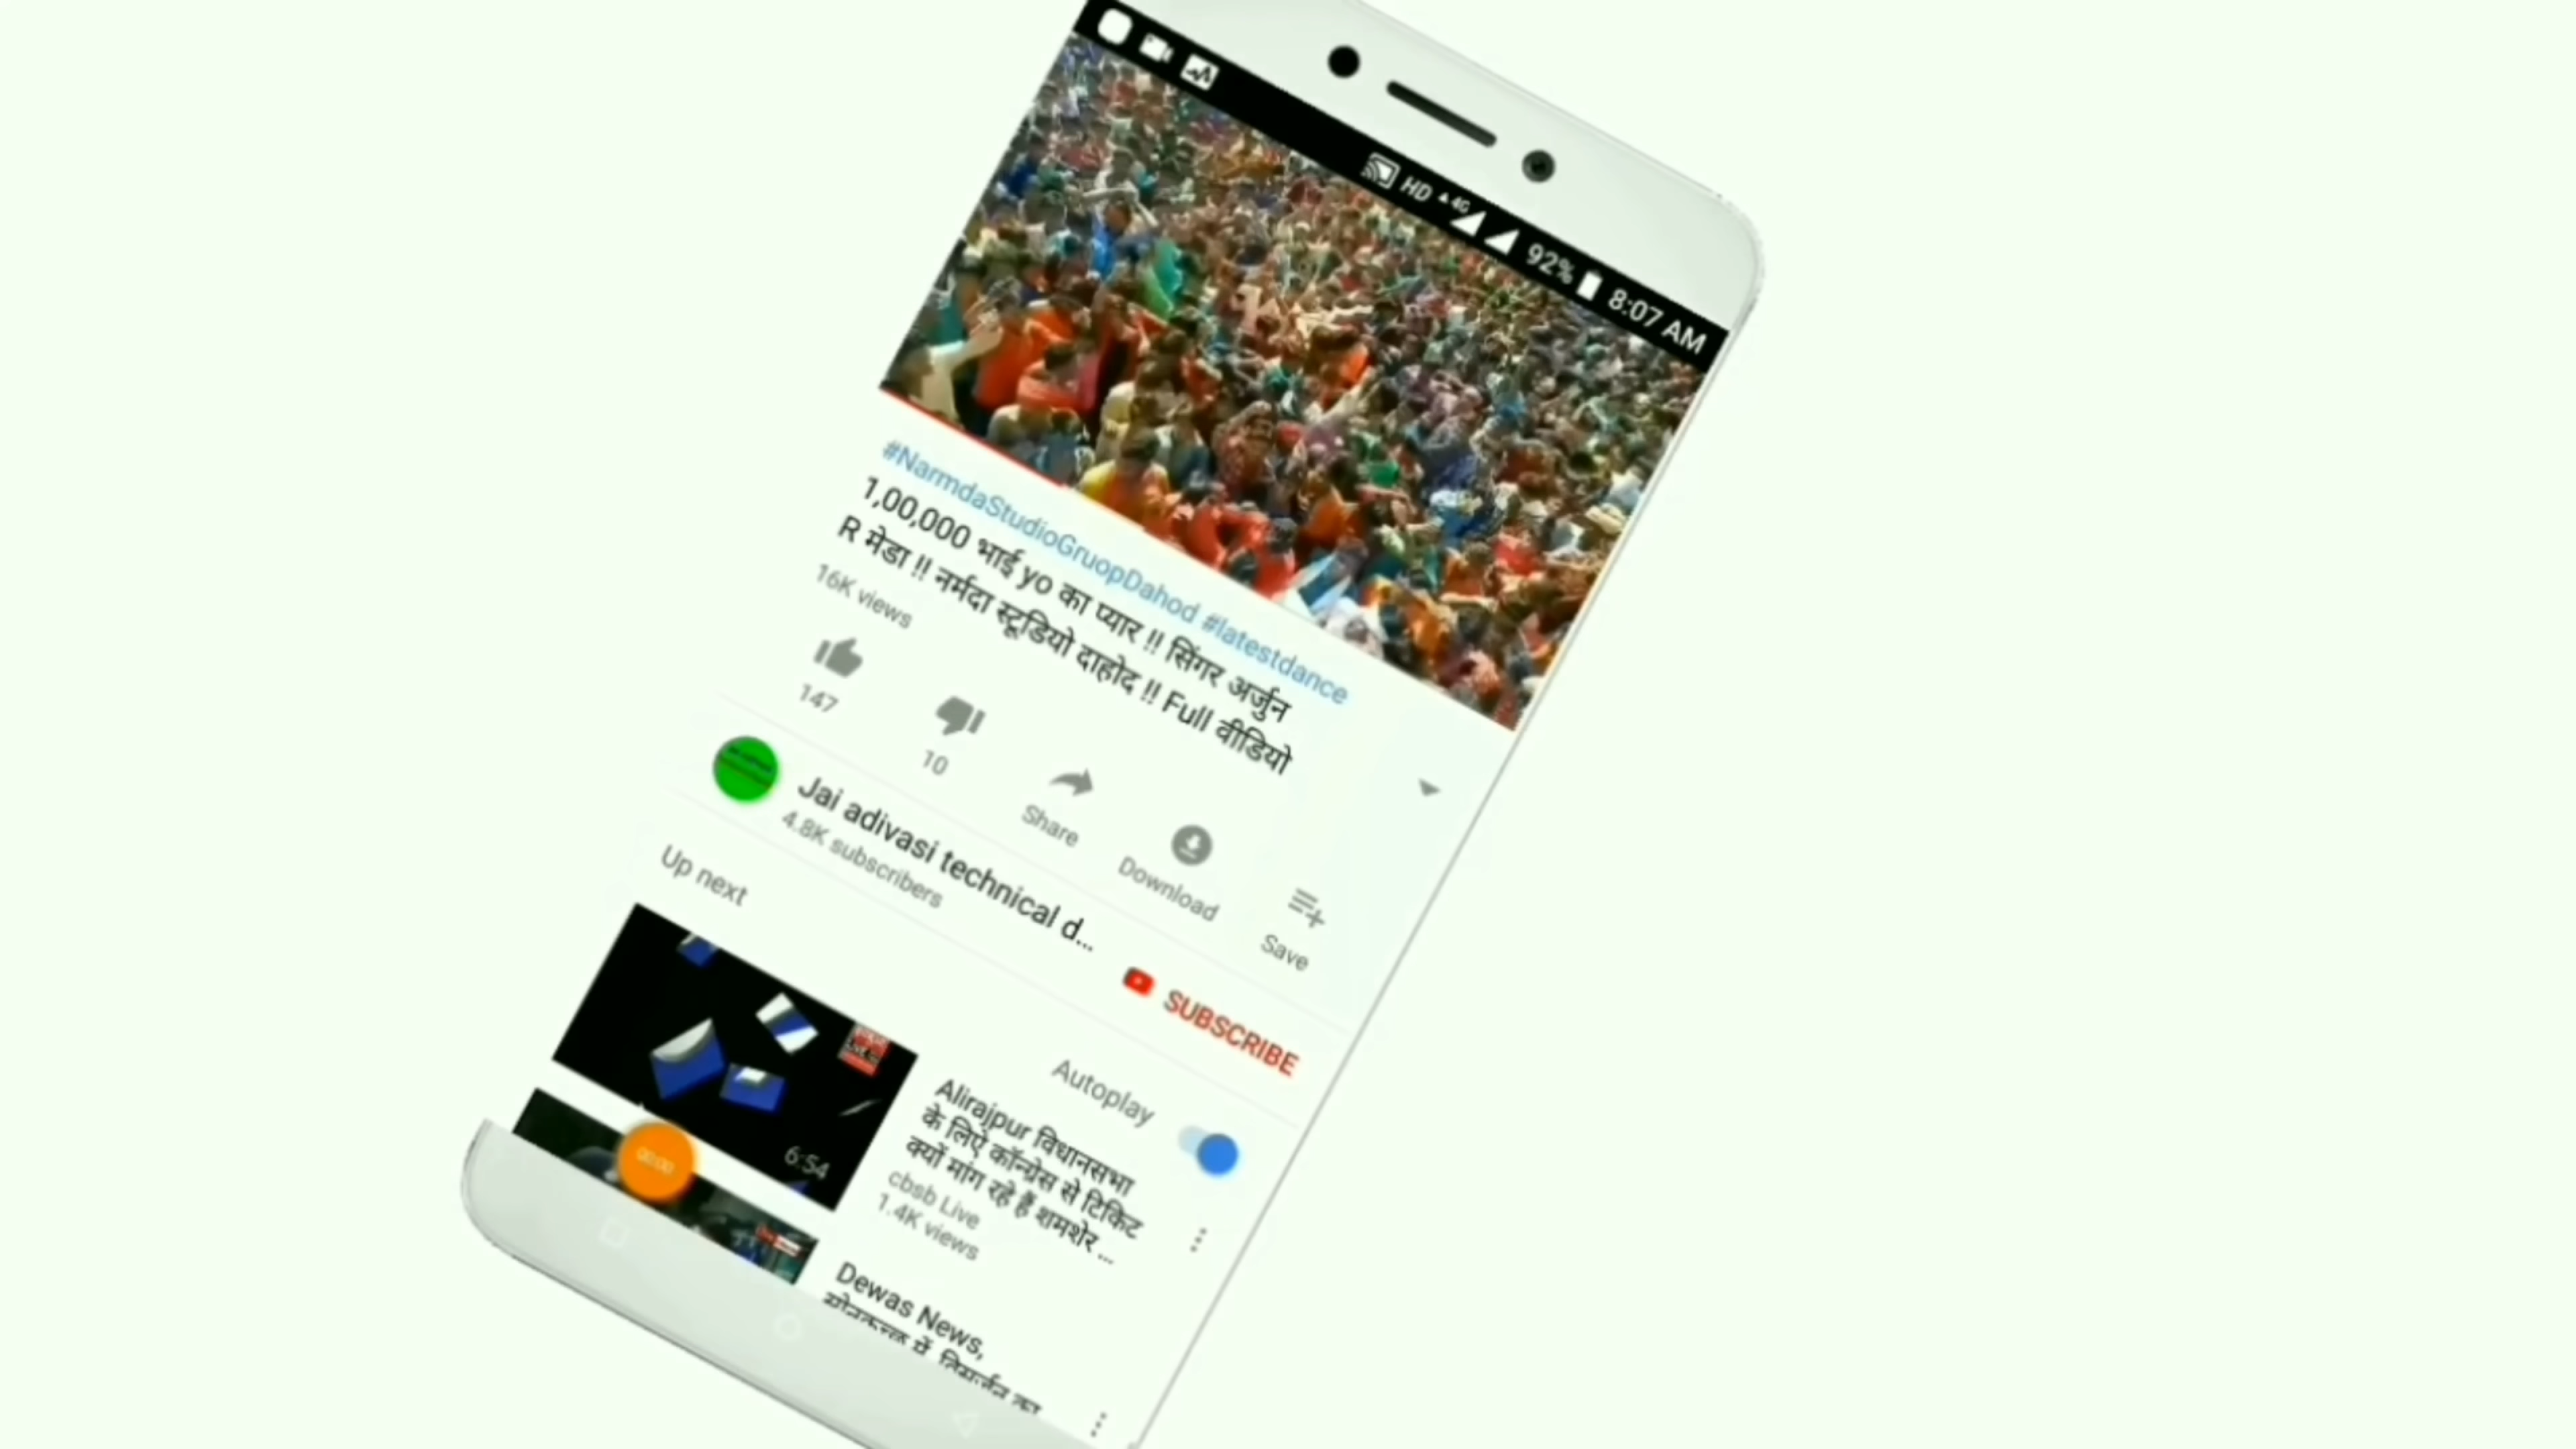 HD 4G 92% 8:07 AM
#NarmdaStudioGruopDahod #latestdance
1,00,000 भाई yo का प्यार !! सिंगर अर्जुन
R मेडा !! नर्मदा स्टूडियो दाहोद !! Full वीडियो
16K views
147
10
Share
Download
Save
Jai adivasi technical d...
4.8K subscribers
SUBSCRIBE
Up next
Autoplay
6:54
Alirajpur विधानसभा
के लिऐ कॉन्ग्रेस से टिकिट
क्यों मांग रहे हैं शमशेर ...
cbsb Live
1.4K views
00:00
Dewas News,